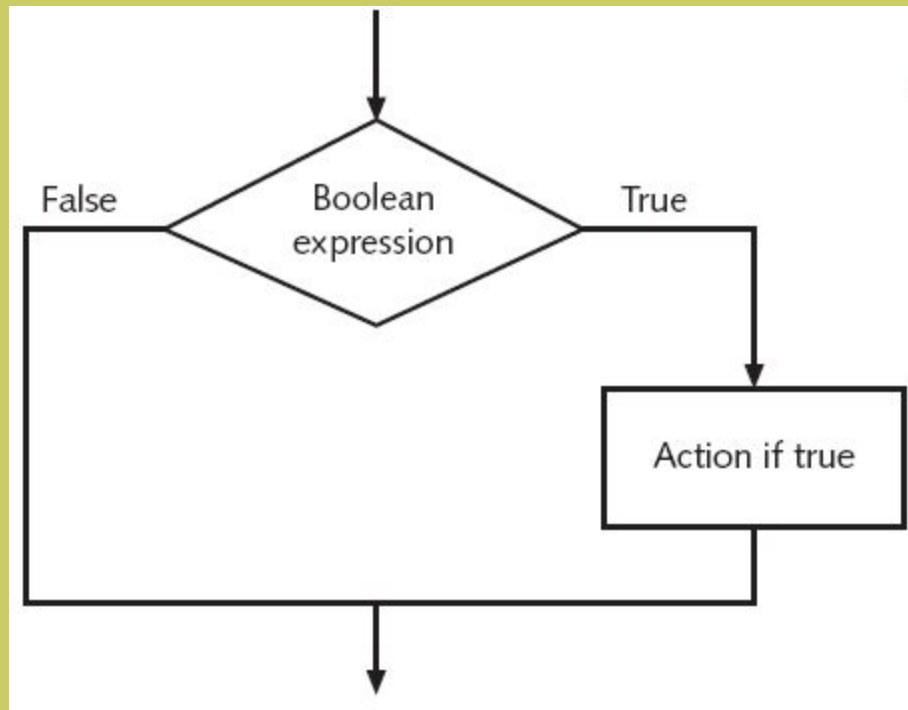 False
Boolean
expression
True
Action if true